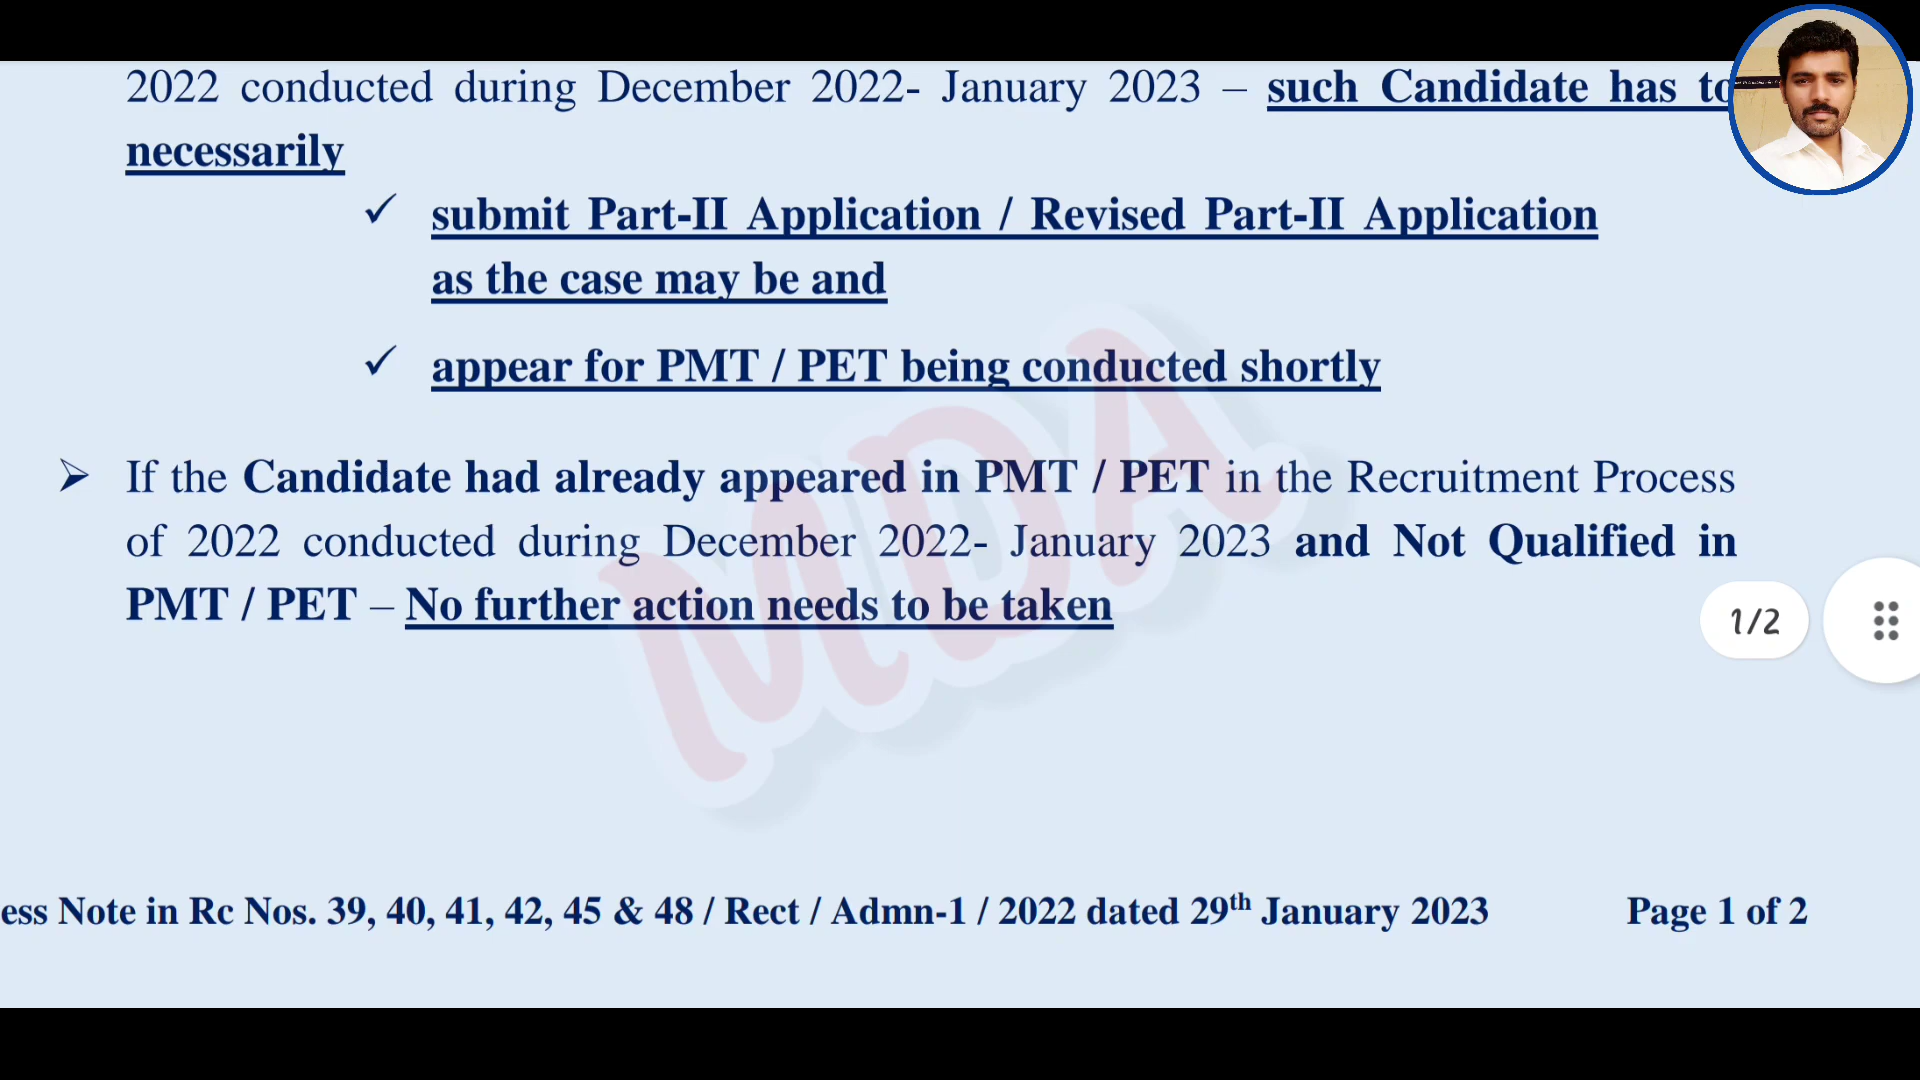 2022 conducted during December 2022- January 2023 – such Candidate has to
necessarily
✓ submit Part-II Application / Revised Part-II Application
as the case may be and
✓ appear for PMT / PET being conducted shortly
➢ If the Candidate had already appeared in PMT / PET in the Recruitment Process
of 2022 conducted during December 2022- January 2023 and Not Qualified in
PMT / PET – No further action needs to be taken
MDA
1/2
ess Note in Rc Nos. 39, 40, 41, 42, 45 & 48 / Rect / Admn-1 / 2022 dated 29th January 2023 Page 1 of 2